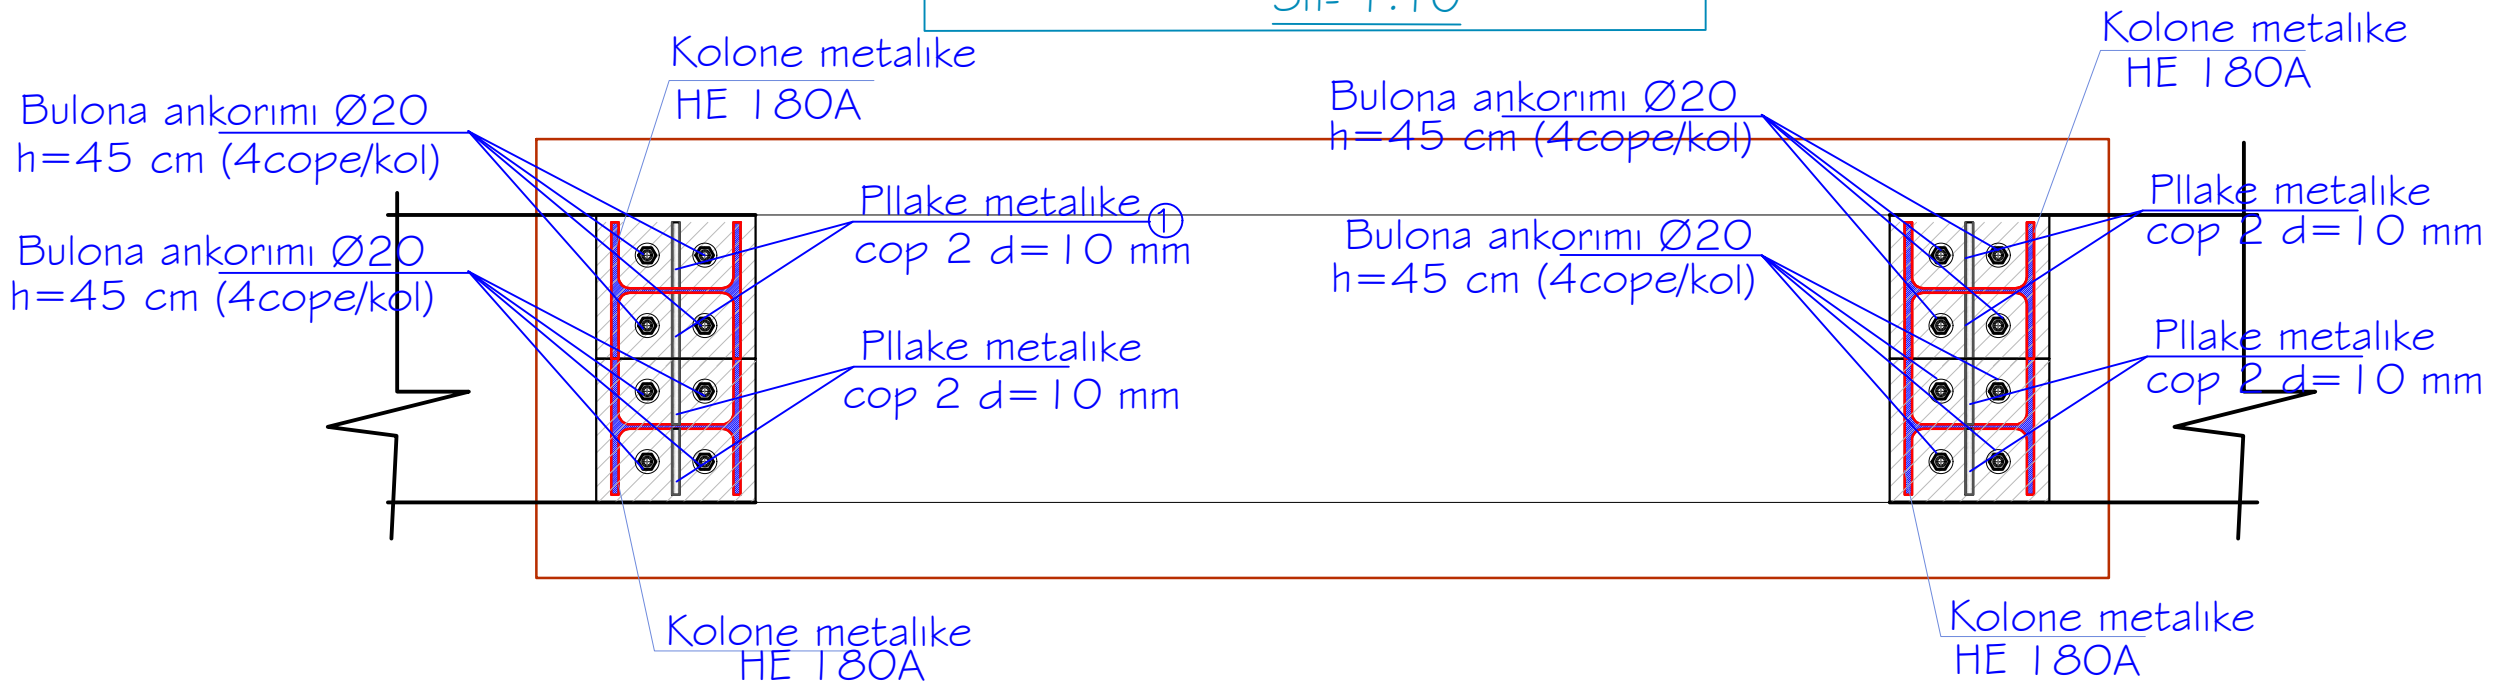 Sh= 1:10
Kolone metalike
HE 180A
Kolone metalike
HE 180A
Bulona ankorimi Ø20
h=45 cm (4cope/kol)
Bulona ankorimi Ø20
h=45 cm (4cope/kol)
Pllake metalike 1
cop 2 d=10 mm
Pllake metalike
cop 2 d=10 mm
Bulona ankorimi Ø20
h=45 cm (4cope/kol)
Bulona ankorimi Ø20
h=45 cm (4cope/kol)
Pllake metalike
cop 2 d=10 mm
Pllake metalike
cop 2 d=10 mm
Kolone metalike
HE 180A
Kolone metalike
HE 180A